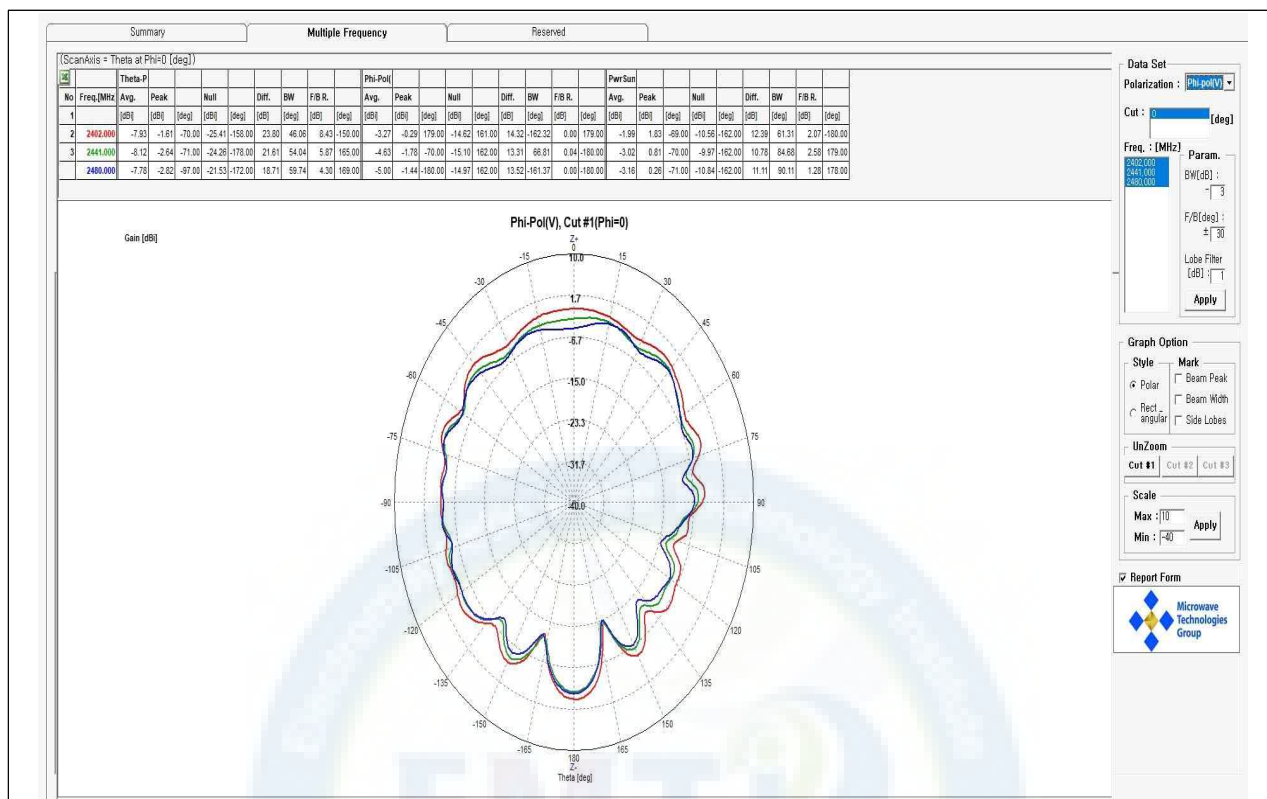 Summary Multiple Frequency Reserved
(ScanAxis = Theta at Phi=0 [deg])
Theta-P Phi-Pol( PwrSun
No Freq.[MHz Avg. Peak Null Diff. BW F/B R. Avg. Peak Null Diff. BW F/B R. Avg. Peak Null Diff. BW F/B R.
1 [dBi] [dBi] [deg] [dBi] [deg] [dB] [deg] [dB] [deg] [dBi] [dBi] [deg] [dBi] [deg] [dB] [deg] [dB] [deg] [dBi] [dBi] [deg] [dBi] [deg] [dB] [deg] [dB] [deg]
2 2402.000 -7.93 -1.61 -70.00 -25.41 -158.00 23.80 46.06 8.43 -150.00 -3.27 -0.29 179.00 -14.62 161.00 14.32 -162.32 0.00 179.00 -1.99 1.83 -69.00 -10.56 -162.00 12.39 61.31 2.07 -180.00
3 2441.000 -8.12 -2.64 -71.00 -24.26 -178.00 21.61 54.04 5.87 165.00 -4.63 -1.78 -70.00 -15.10 162.00 13.31 66.81 0.04 -180.00 -3.02 0.81 -70.00 -9.97 -162.00 10.78 84.68 2.58 179.00
2480.000 -7.78 -2.82 -97.00 -21.53 -172.00 18.71 59.74 4.30 169.00 -5.00 -1.44 -180.00 -14.97 162.00 13.52 -161.37 0.00 -180.00 -3.16 0.26 -71.00 -10.84 -162.00 11.11 90.11 1.28 178.00
Phi-Pol(V), Cut #1(Phi=0)
Gain [dBi]
Z+
0
10.0
-15 15
-30 30
1.7
-45 45
-6.7
-60 60
-15.0
-23.3
-75 75
-31.7
-90 -40.0 90
-105 105
-120 120
-135 135
-150 150
-165 165
180
Z-
Theta [deg]
Data Set
Polarization : Phi-pol(V)
Cut : 0 [deg]
Freq. : [MHz]
2402,000
2441,000
2480,000
Param.
BW[dB] :
- 3
F/B[deg] :
± 30
Lobe Filter
[dB] : 1
Apply
Graph Option
Style Mark
Polar Beam Peak
Rect_angular Beam Width
Side Lobes
UnZoom
Cut #1 Cut #2 Cut #3
Scale
Max : 10
Min : -40
Apply
Report Form
Microwave
Technologies
Group